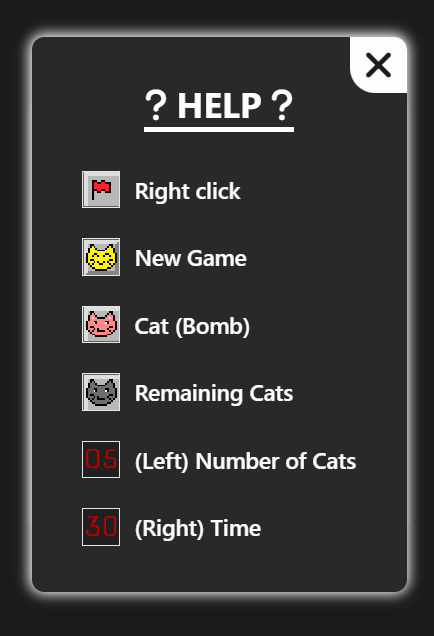 ? HELP ?
Right click
New Game
Cat (Bomb)
Remaining Cats
05 (Left) Number of Cats
30 (Right) Time